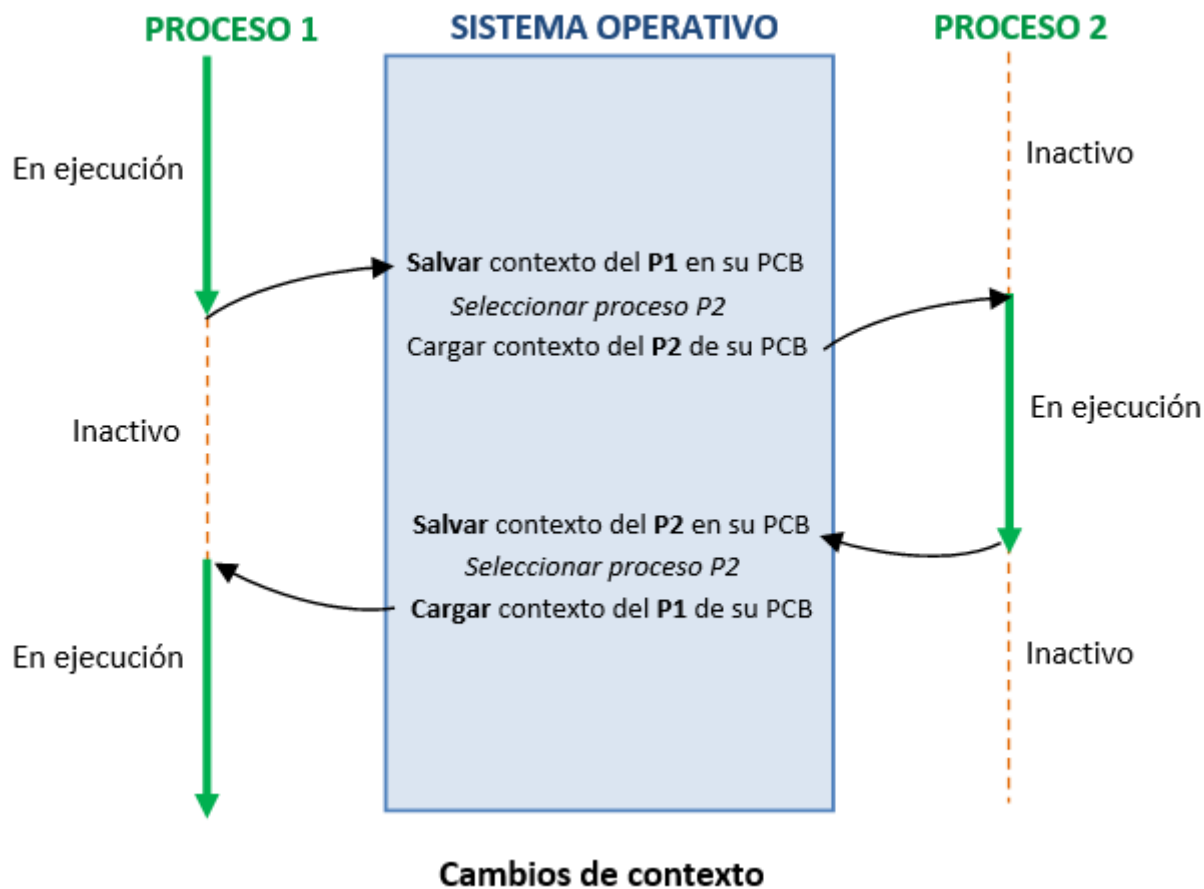 PROCESO 1
SISTEMA OPERATIVO
PROCESO 2
En ejecución
Inactivo
Salvar contexto del P1 en su PCB
Seleccionar proceso P2
Cargar contexto del P2 de su PCB
Inactivo
En ejecución
Salvar contexto del P2 en su PCB
Seleccionar proceso P2
Cargar contexto del P1 de su PCB
En ejecución
Inactivo
Cambios de contexto